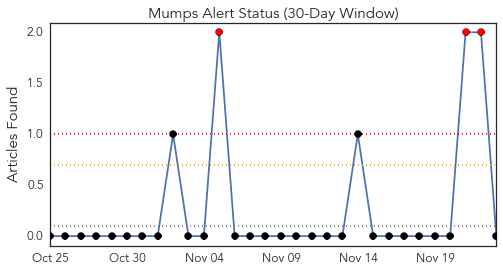 Mumps Alert Status (30-Day Window)
Articles Found
2.0
1.5
1.0
0.5
0.0
Oct 25 Oct 30 Nov 04 Nov 09 Nov 14 Nov 19